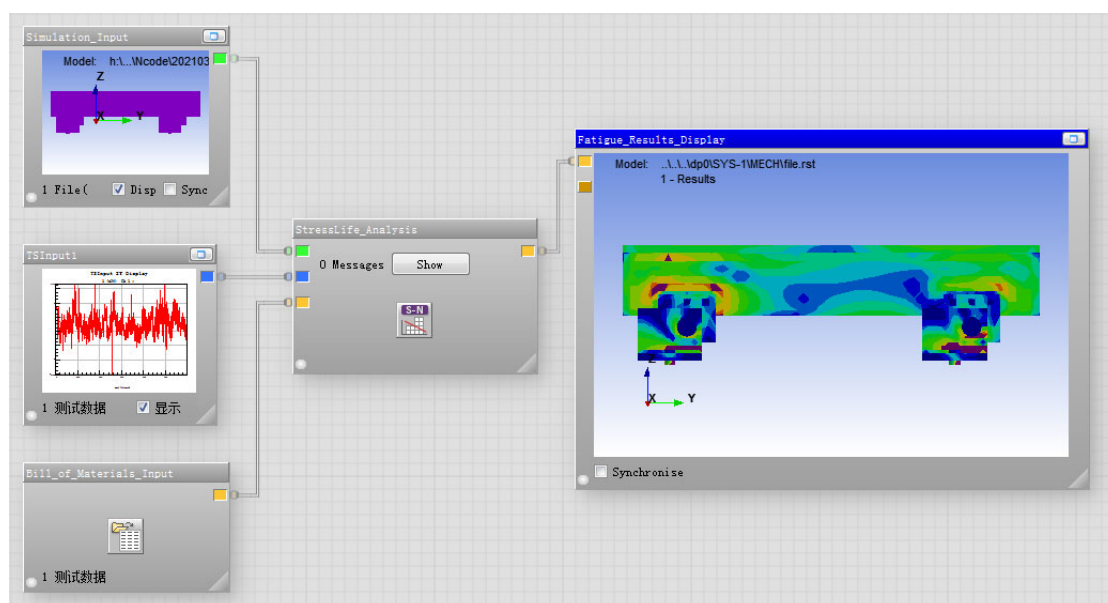 Simulation_Input
Model: h:\...\Ncode\202103
Z
X Y
1 File( Disp Sync
TSInput1
TSInput XY Display
1 测试数据 显示
Bill_of_Materials_Input
1 测试数据
StressLife_Analysis
0 Messages Show
S-N
Fatigue_Results_Display
Model: ..\..\..\dp0\SYS-1\MECH\file.rst
1 - Results
Z
X Y
Synchronise